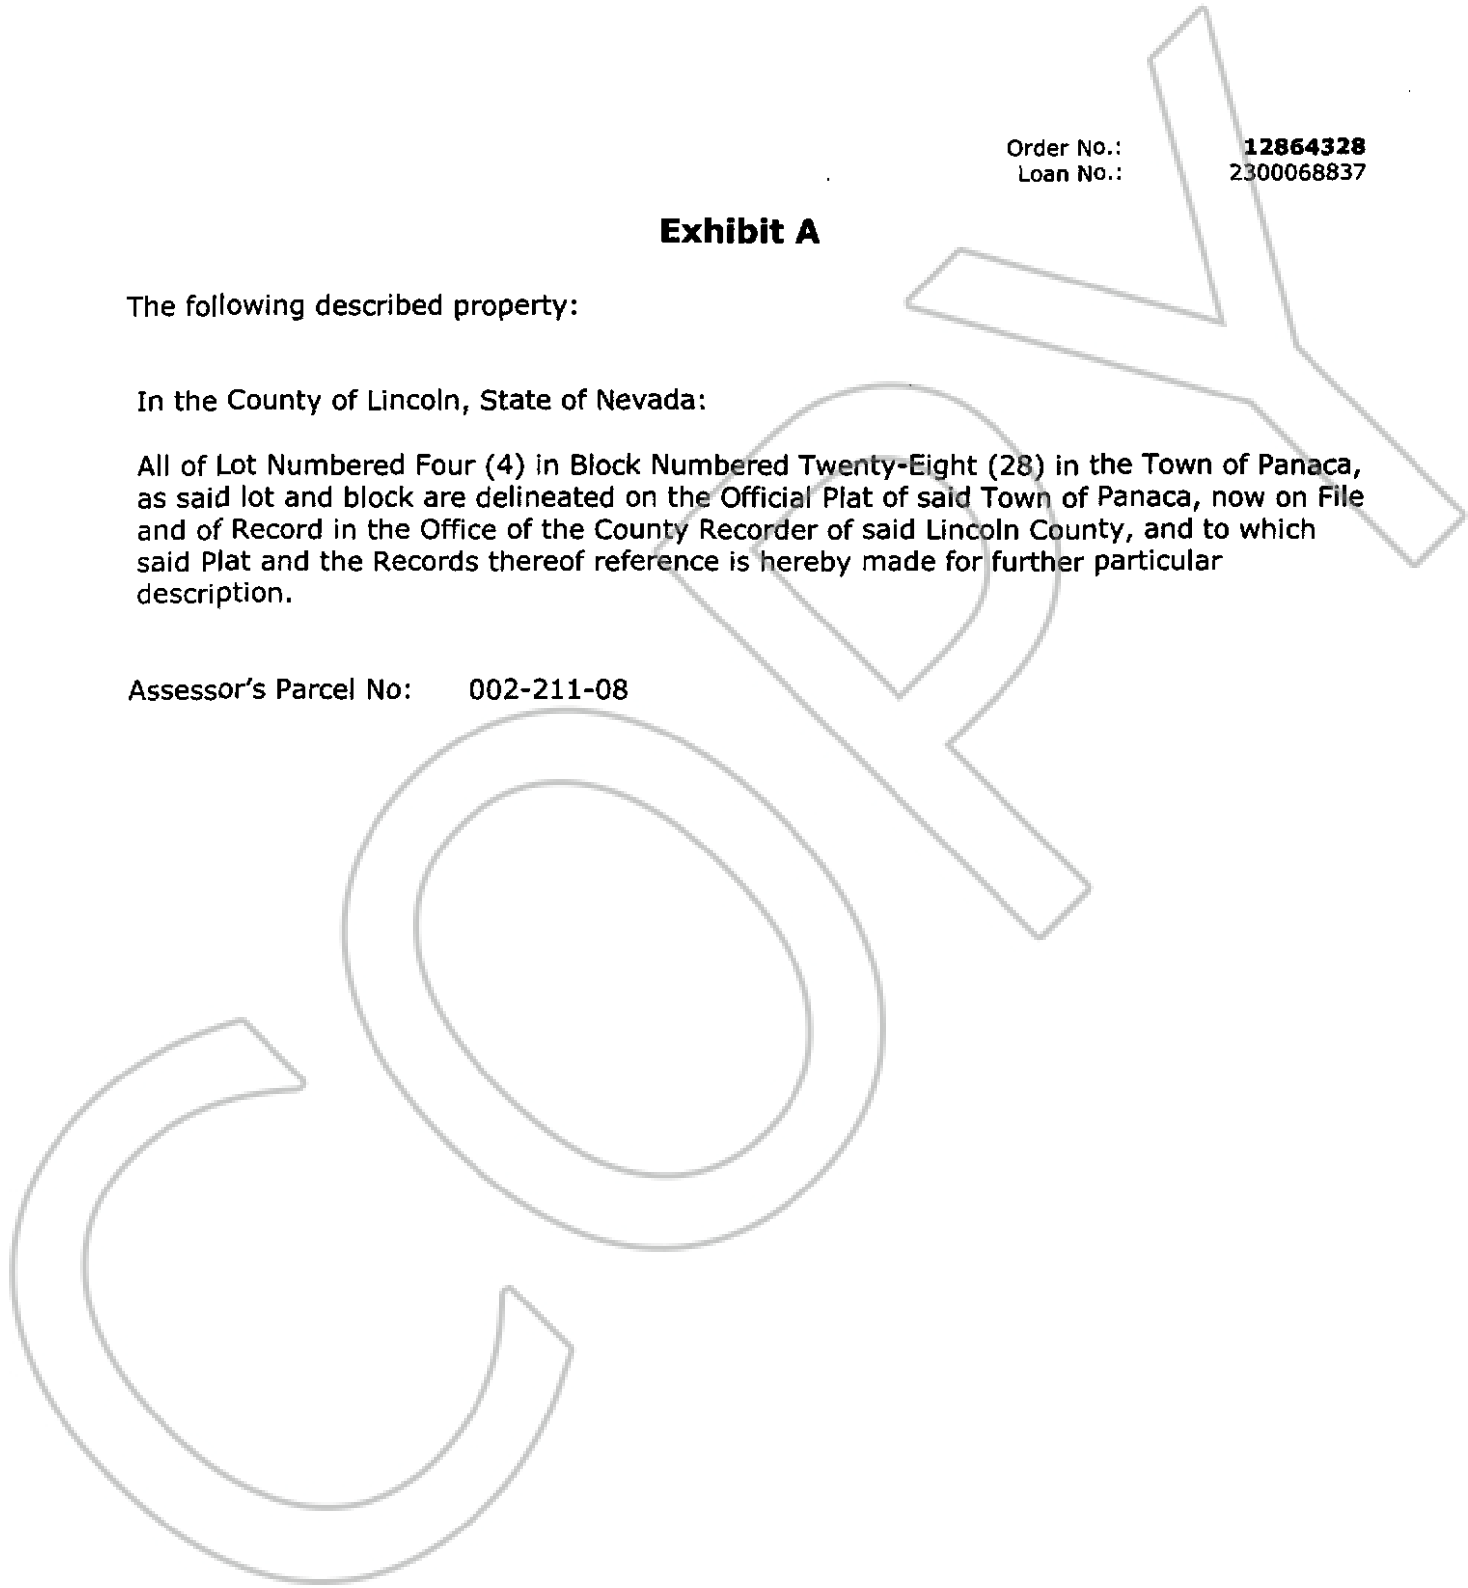 Order No.: 12864328
Loan No.: 2300068837
Exhibit A
The following described property:
In the County of Lincoln, State of Nevada:
All of Lot Numbered Four (4) in Block Numbered Twenty-Eight (28) in the Town of Panaca,
as said lot and block are delineated on the Official Plat of said Town of Panaca, now on File
and of Record in the Office of the County Recorder of said Lincoln County, and to which
said Plat and the Records thereof reference is hereby made for further particular
description.
Assessor's Parcel No: 002-211-08
COPY